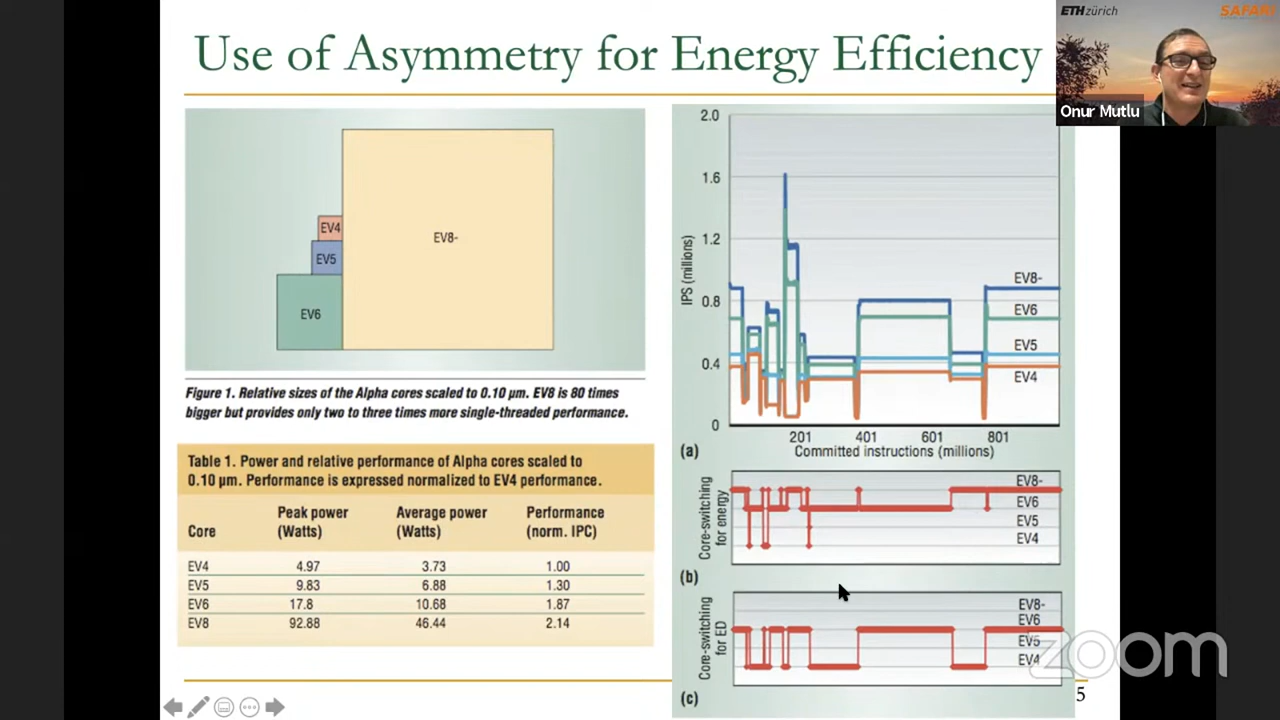 Use of Asymmetry for Energy Efficiency
ETH zürich
SAFARI
Onur Mutlu
EV4
EV5
EV6
EV8-
Figure 1. Relative sizes of the Alpha cores scaled to 0.10 µm. EV8 is 80 times
bigger but provides only two to three times more single-threaded performance.
Table 1. Power and relative performance of Alpha cores scaled to
0.10 µm. Performance is expressed normalized to EV4 performance.
Core Peak power (Watts) Average power (Watts) Performance (norm. IPC)
EV4 4.97 3.73 1.00
EV5 9.83 6.88 1.30
EV6 17.8 10.68 1.87
EV8 92.88 46.44 2.14
IPS (millions)
2.0
1.6
1.2
0.8
0.4
0
EV8-
EV6
EV5
EV4
201 401 601 801
(a) Committed instructions (millions)
Core-switching
for energy
EV8-
EV6
EV5
EV4
(b)
Core-switching
for ED
EV8-
EV6
EV5
EV4
(c)
zoom
5